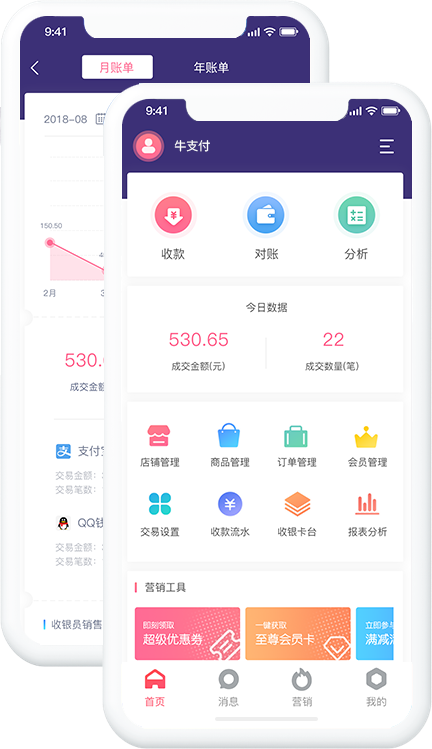 9:41
月账单
年账单
2018-08
150.50
2月
530.
成交金额
支付
交易金额：
交易笔数：
QQ钱
交易金额：
交易笔数：
收银员销售
9:41
牛支付
收款
对账
分析
今日数据
530.65
22
成交金额(元)
成交数量(笔)
店铺管理
商品管理
订单管理
会员管理
交易设置
收款流水
收银卡台
报表分析
营销工具
即刻领取
一键获取
立即参与
超级优惠券
至尊会员卡
满减
首页
消息
营销
我的